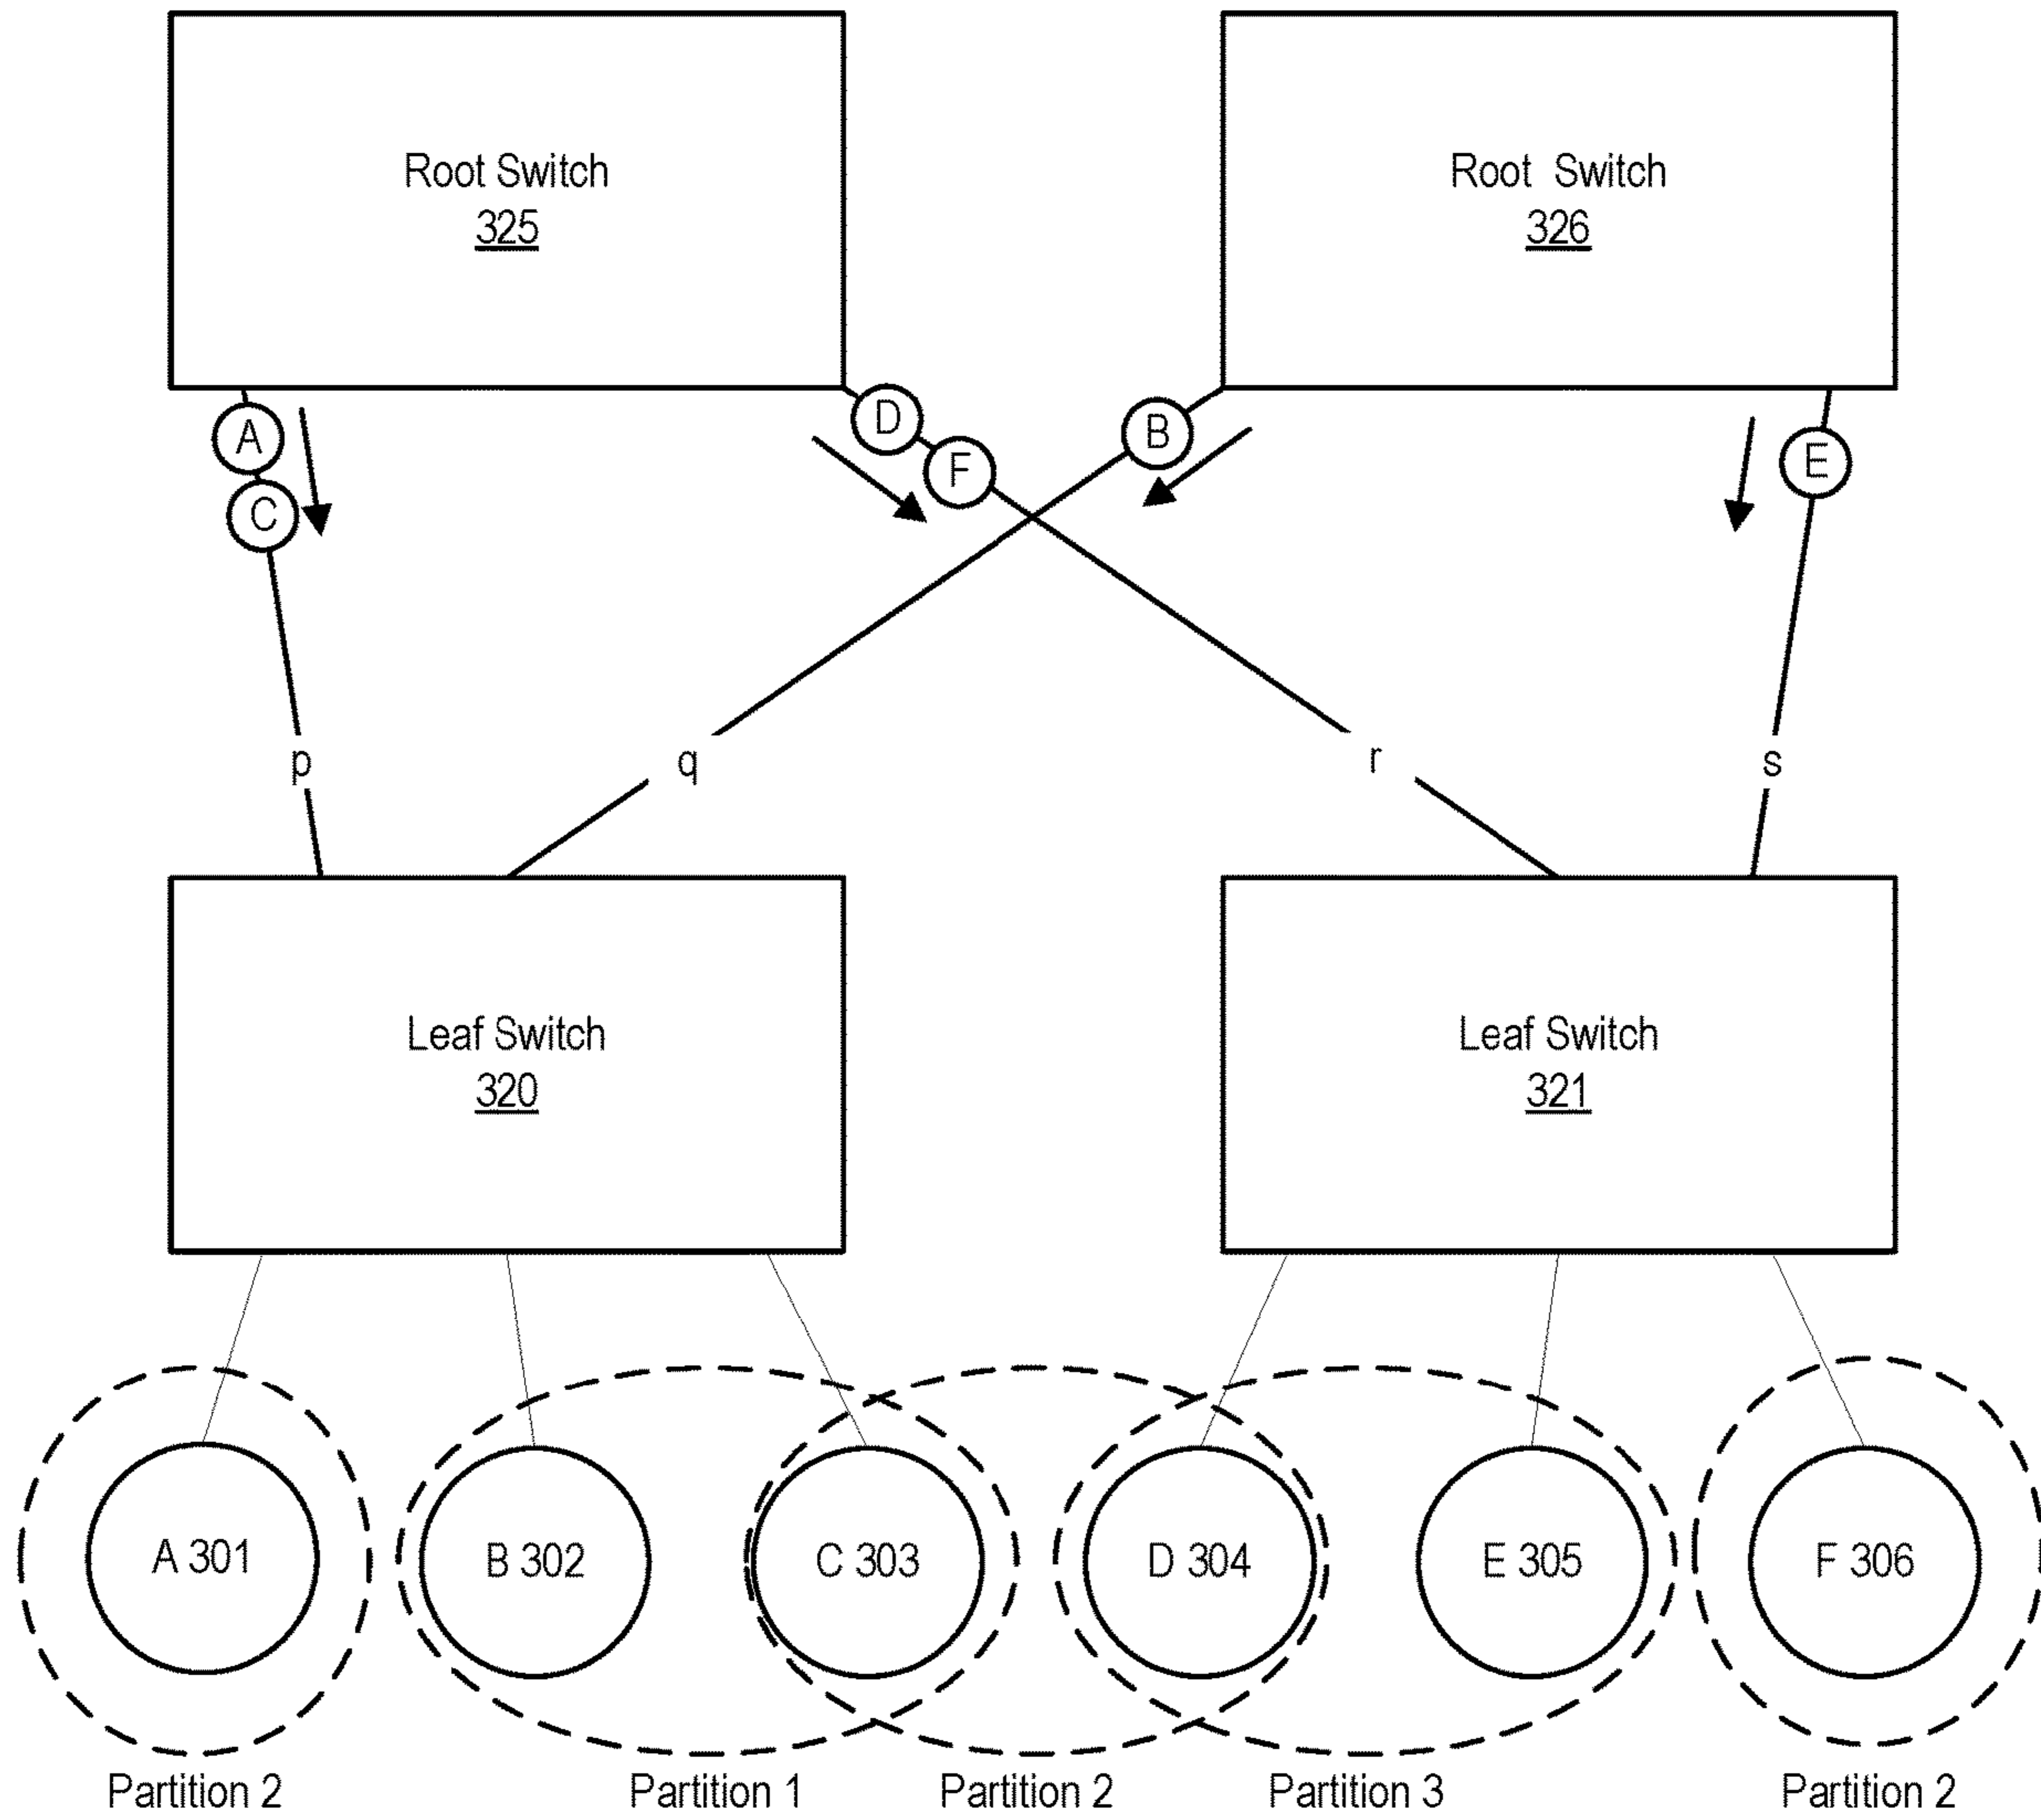 Root Switch
325
Root Switch
326
A
C
D
F
B
E
p
q
r
s
Leaf Switch
320
Leaf Switch
321
A 301
B 302
C 303
D 304
E 305
F 306
Partition 2
Partition 1
Partition 2
Partition 3
Partition 2